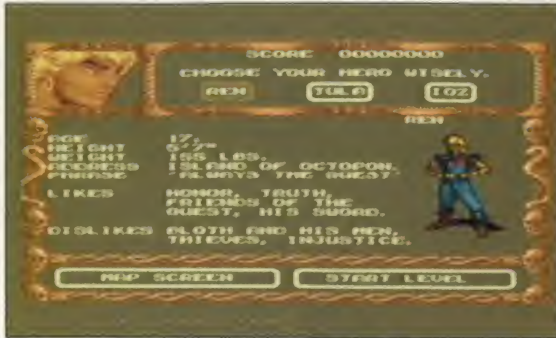 SCORE 00000000
CHOOSE YOUR HERO WISELY.
REN TULA IOZ
REN
AGE 17.
HEIGHT 5'7"
WEIGHT 155 LBS.
ADDRESS ISLAND OF OCTOPON.
PHRASE "ALWAYS THE QUEST"
LIKES HONOR, TRUTH,
FRIENDS OF THE
QUEST, HIS SWORD.
DISLIKES BLOTH AND HIS MEN,
THIEVES, INJUSTICE.
MAP SCREEN START LEVEL